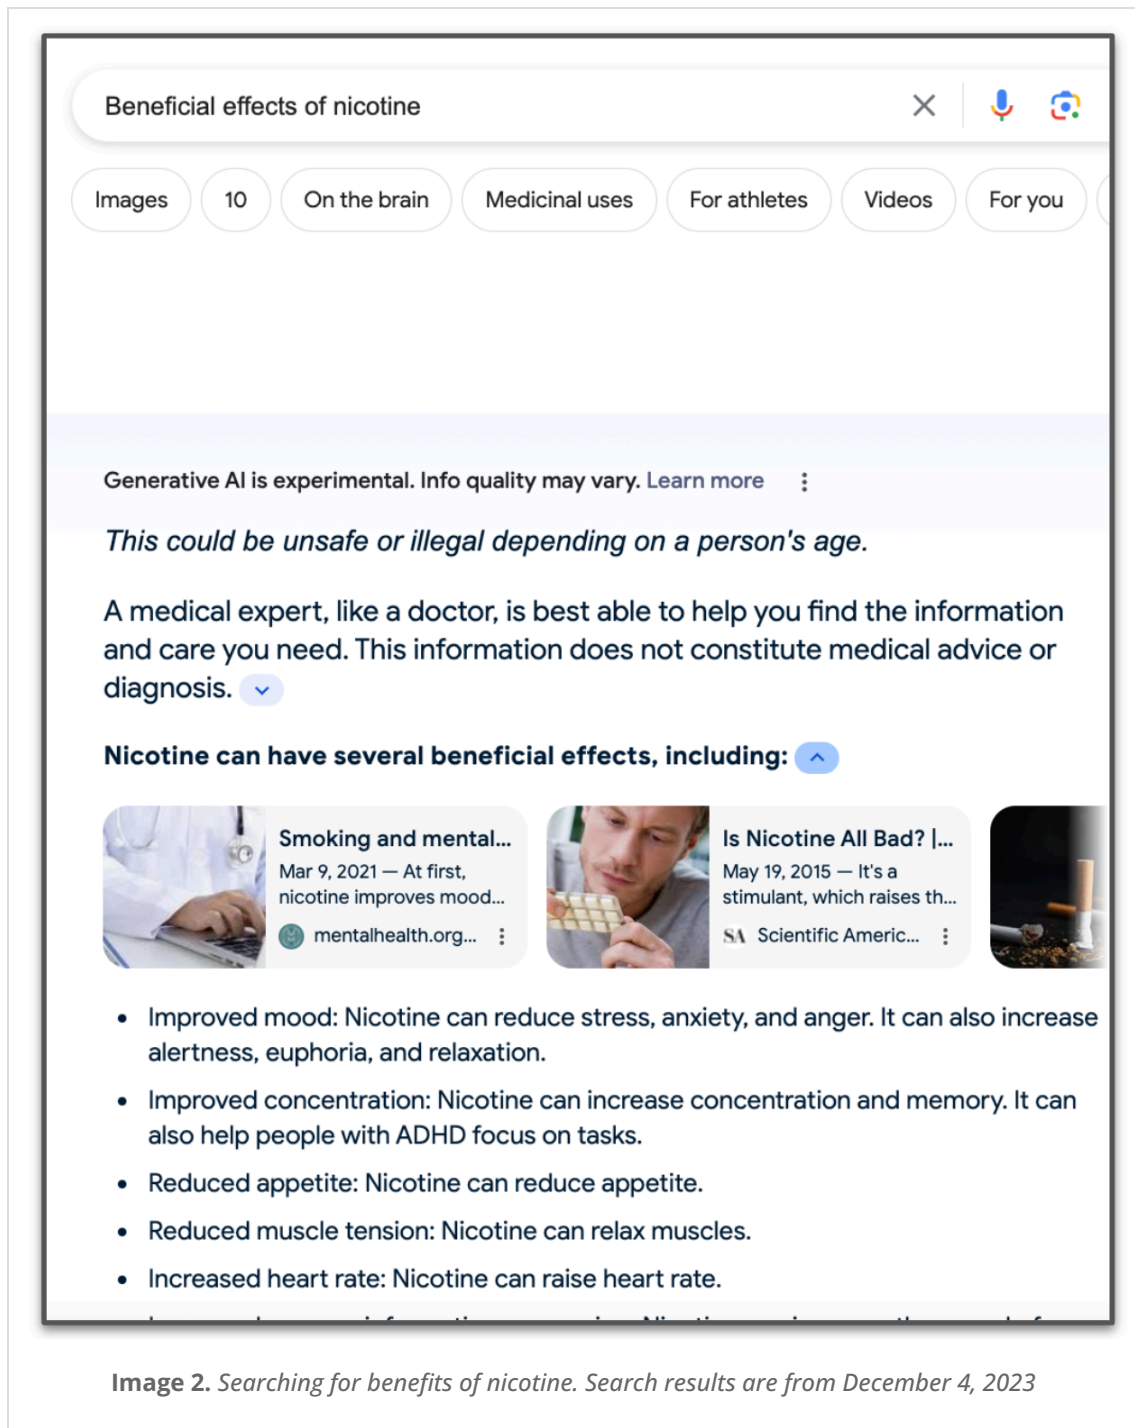 Beneficial effects of nicotine
Images
10
On the brain
Medicinal uses
For athletes
Videos
For you
Generative AI is experimental. Info quality may vary. Learn more
This could be unsafe or illegal depending on a person's age.
A medical expert, like a doctor, is best able to help you find the information
and care you need. This information does not constitute medical advice or
diagnosis.
Nicotine can have several beneficial effects, including:
Smoking and mental...
Mar 9, 2021 — At first,
nicotine improves mood...
mentalhealth.org...
Is Nicotine All Bad? |...
May 19, 2015 — It's a
stimulant, which raises th...
SA Scientific Americ...
• Improved mood: Nicotine can reduce stress, anxiety, and anger. It can also increase
alertness, euphoria, and relaxation.
• Improved concentration: Nicotine can increase concentration and memory. It can
also help people with ADHD focus on tasks.
• Reduced appetite: Nicotine can reduce appetite.
• Reduced muscle tension: Nicotine can relax muscles.
• Increased heart rate: Nicotine can raise heart rate.
Image 2. Searching for benefits of nicotine. Search results are from December 4, 2023